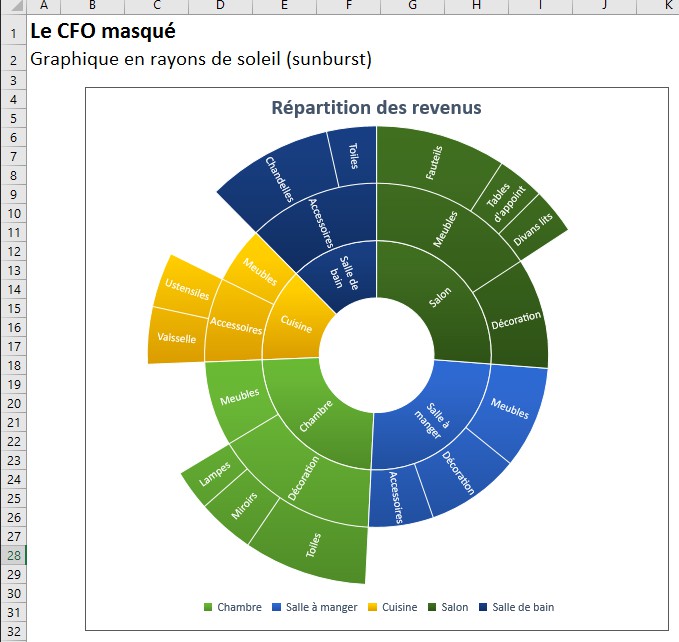 A B C D E F G H I J K
1 Le CFO masqué
2 Graphique en rayons de soleil (sunburst)
3
4
5
6
7
8
9
10
11
12
13
14
15
16
17
18
19
20
21
22
23
24
25
26
27
28
29
30
31
32
Répartition des revenus
Fauteils
Tables
d'appoint
Divans lits
Meubles
Salon
Décoration
Meubles
Salle à
manger
Décoration
Accessoires
Chambre
Meubles
Décoration
Toiles
Miroirs
Lampes
Cuisine
Accessoires
Vaisselle
Ustensiles
Meubles
Salle de
bain
Accessoires
Chandelles
Toiles
Chambre Salle à manger Cuisine Salon Salle de bain